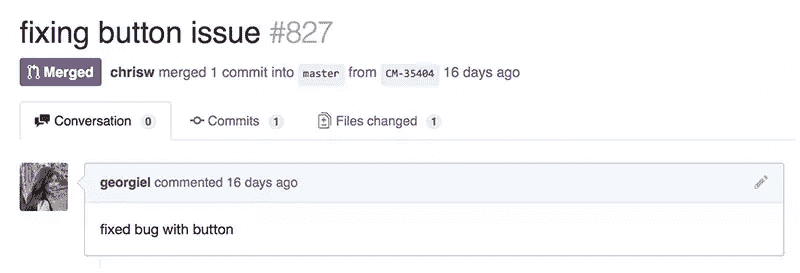 fixing button issue #827
Merged chrisw merged 1 commit into master from CM-35404 16 days ago
Conversation 0 Commits 1 Files changed 1
georgiel commented 16 days ago
fixed bug with button